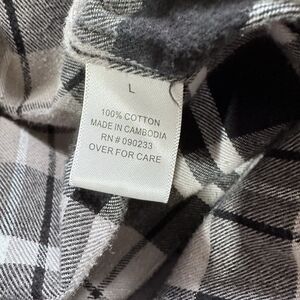 L
100% COTTON
MADE IN CAMBODIA
RN # 090233
OVER FOR CARE